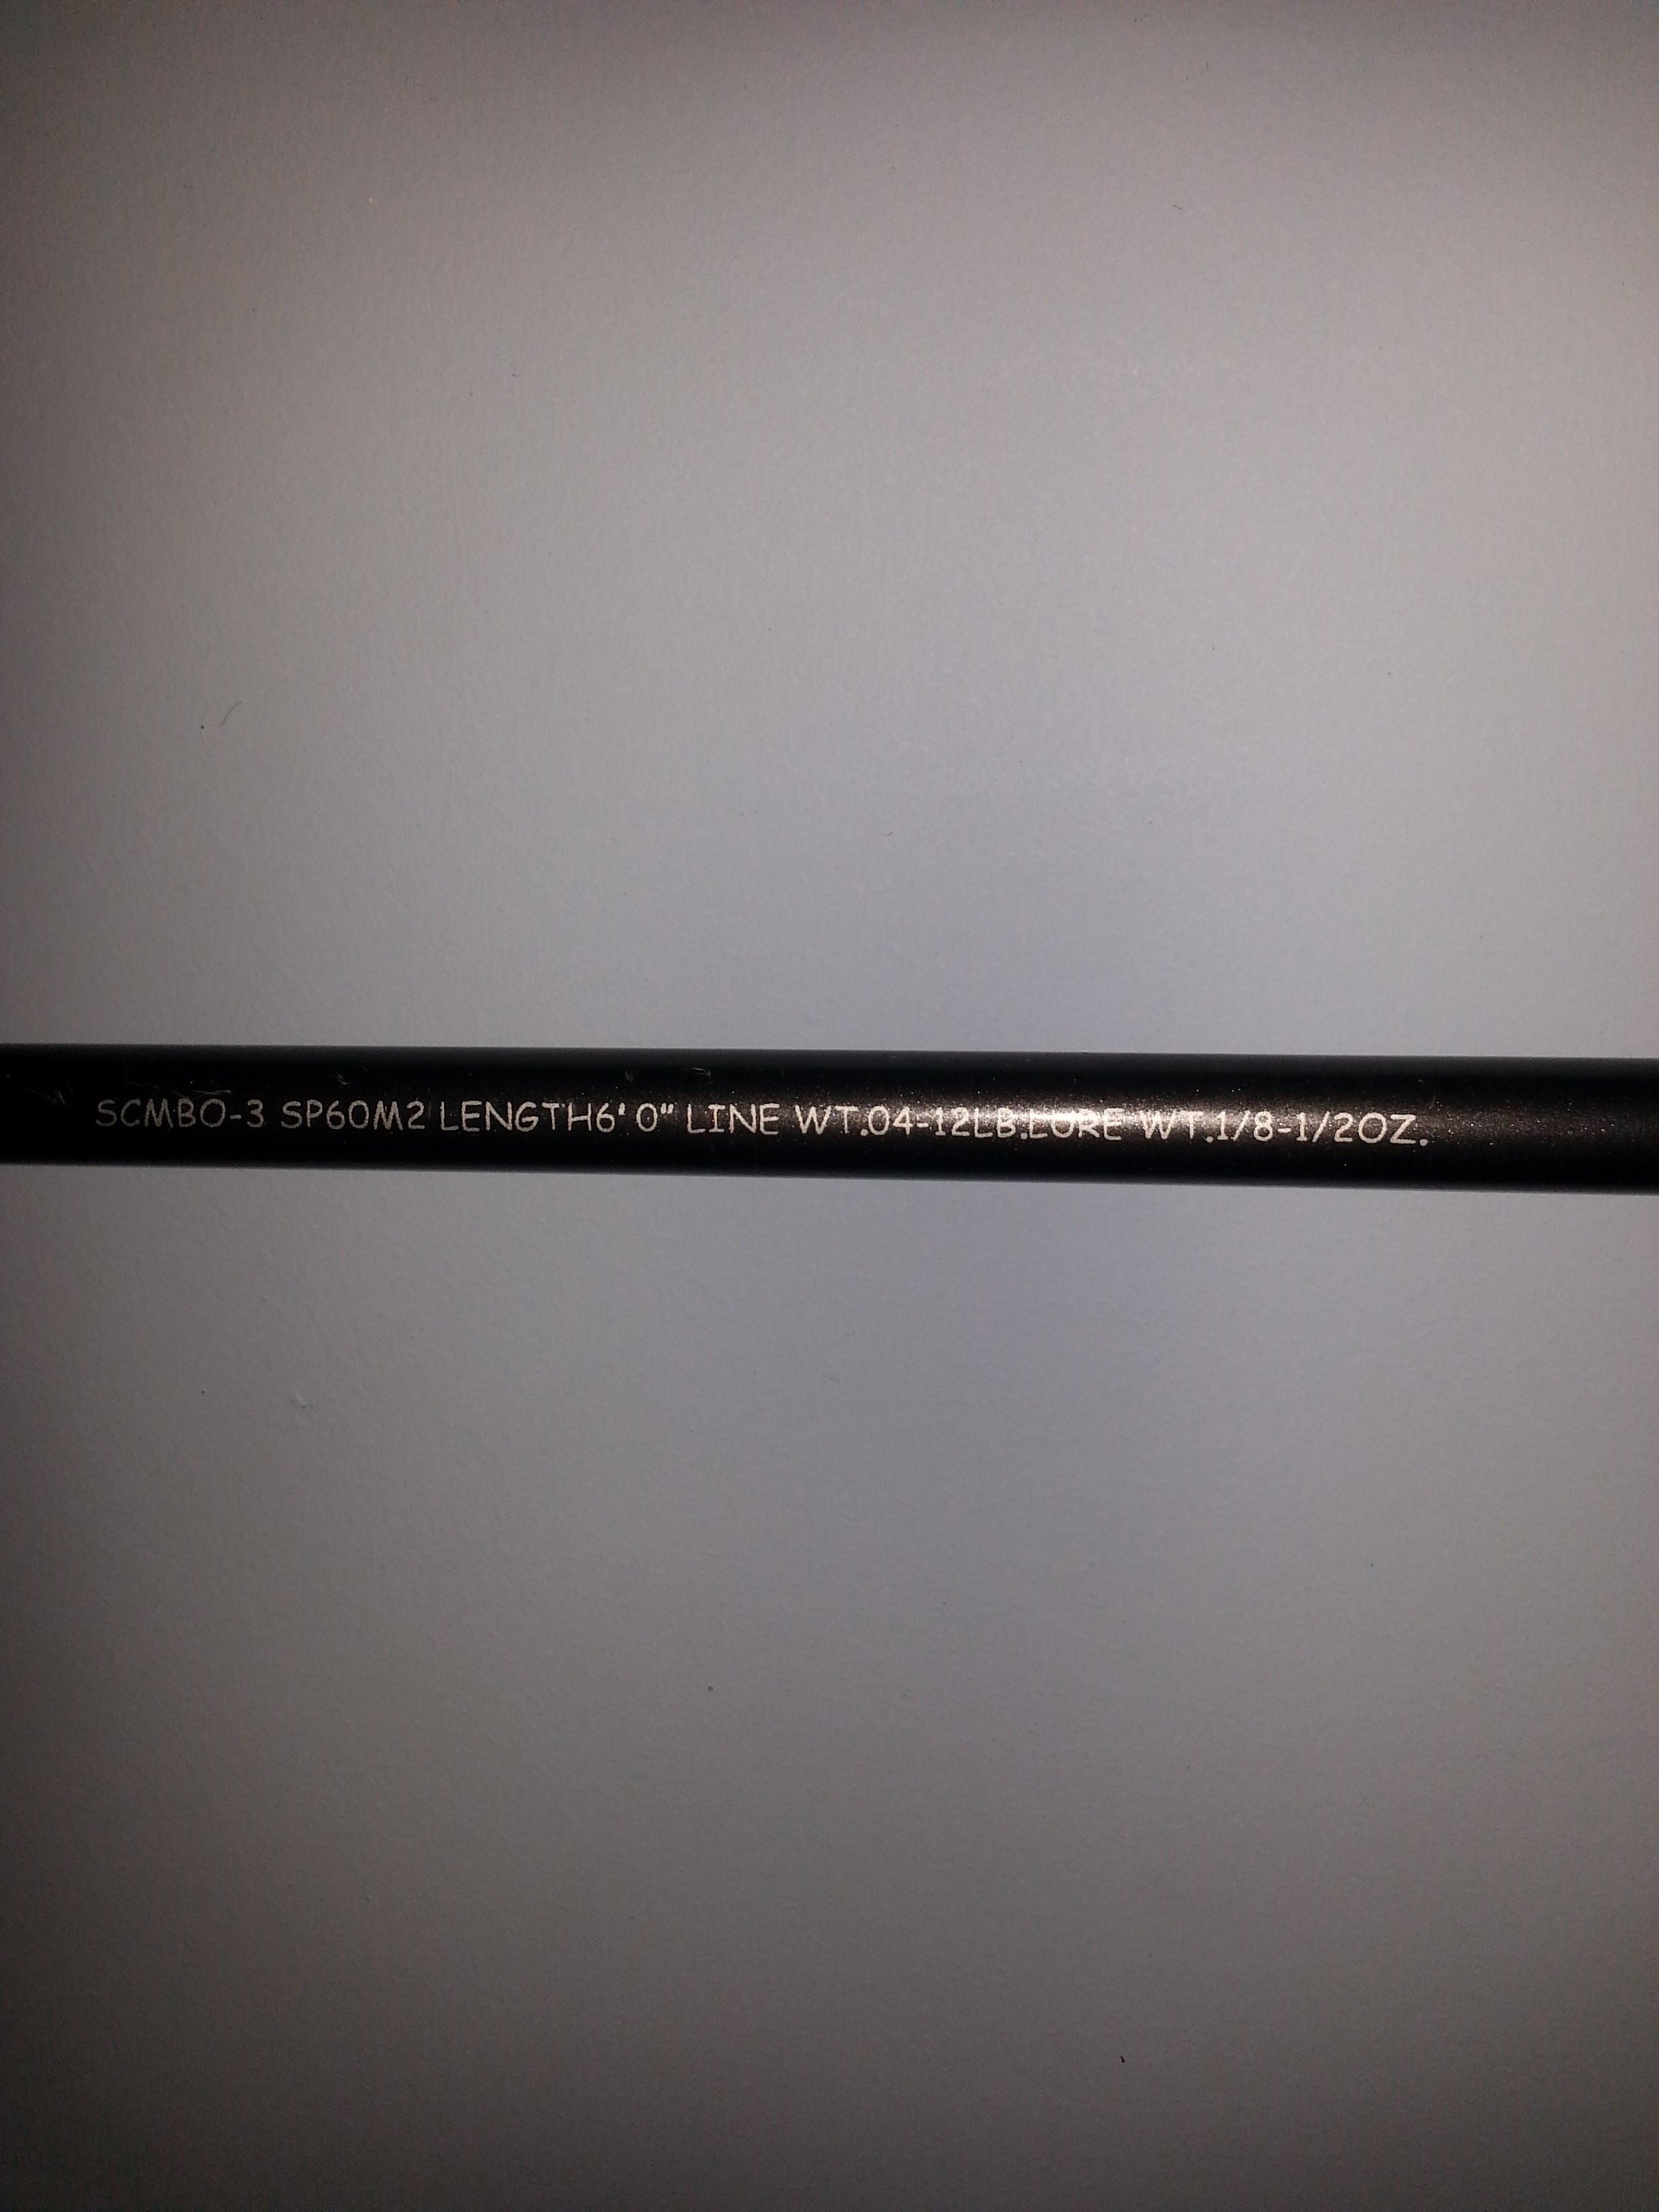 SCMBO-3 SP60M2 LENGTH6' 0" LINE WT.04-12LB.LURE WT.1/8-1/2OZ.